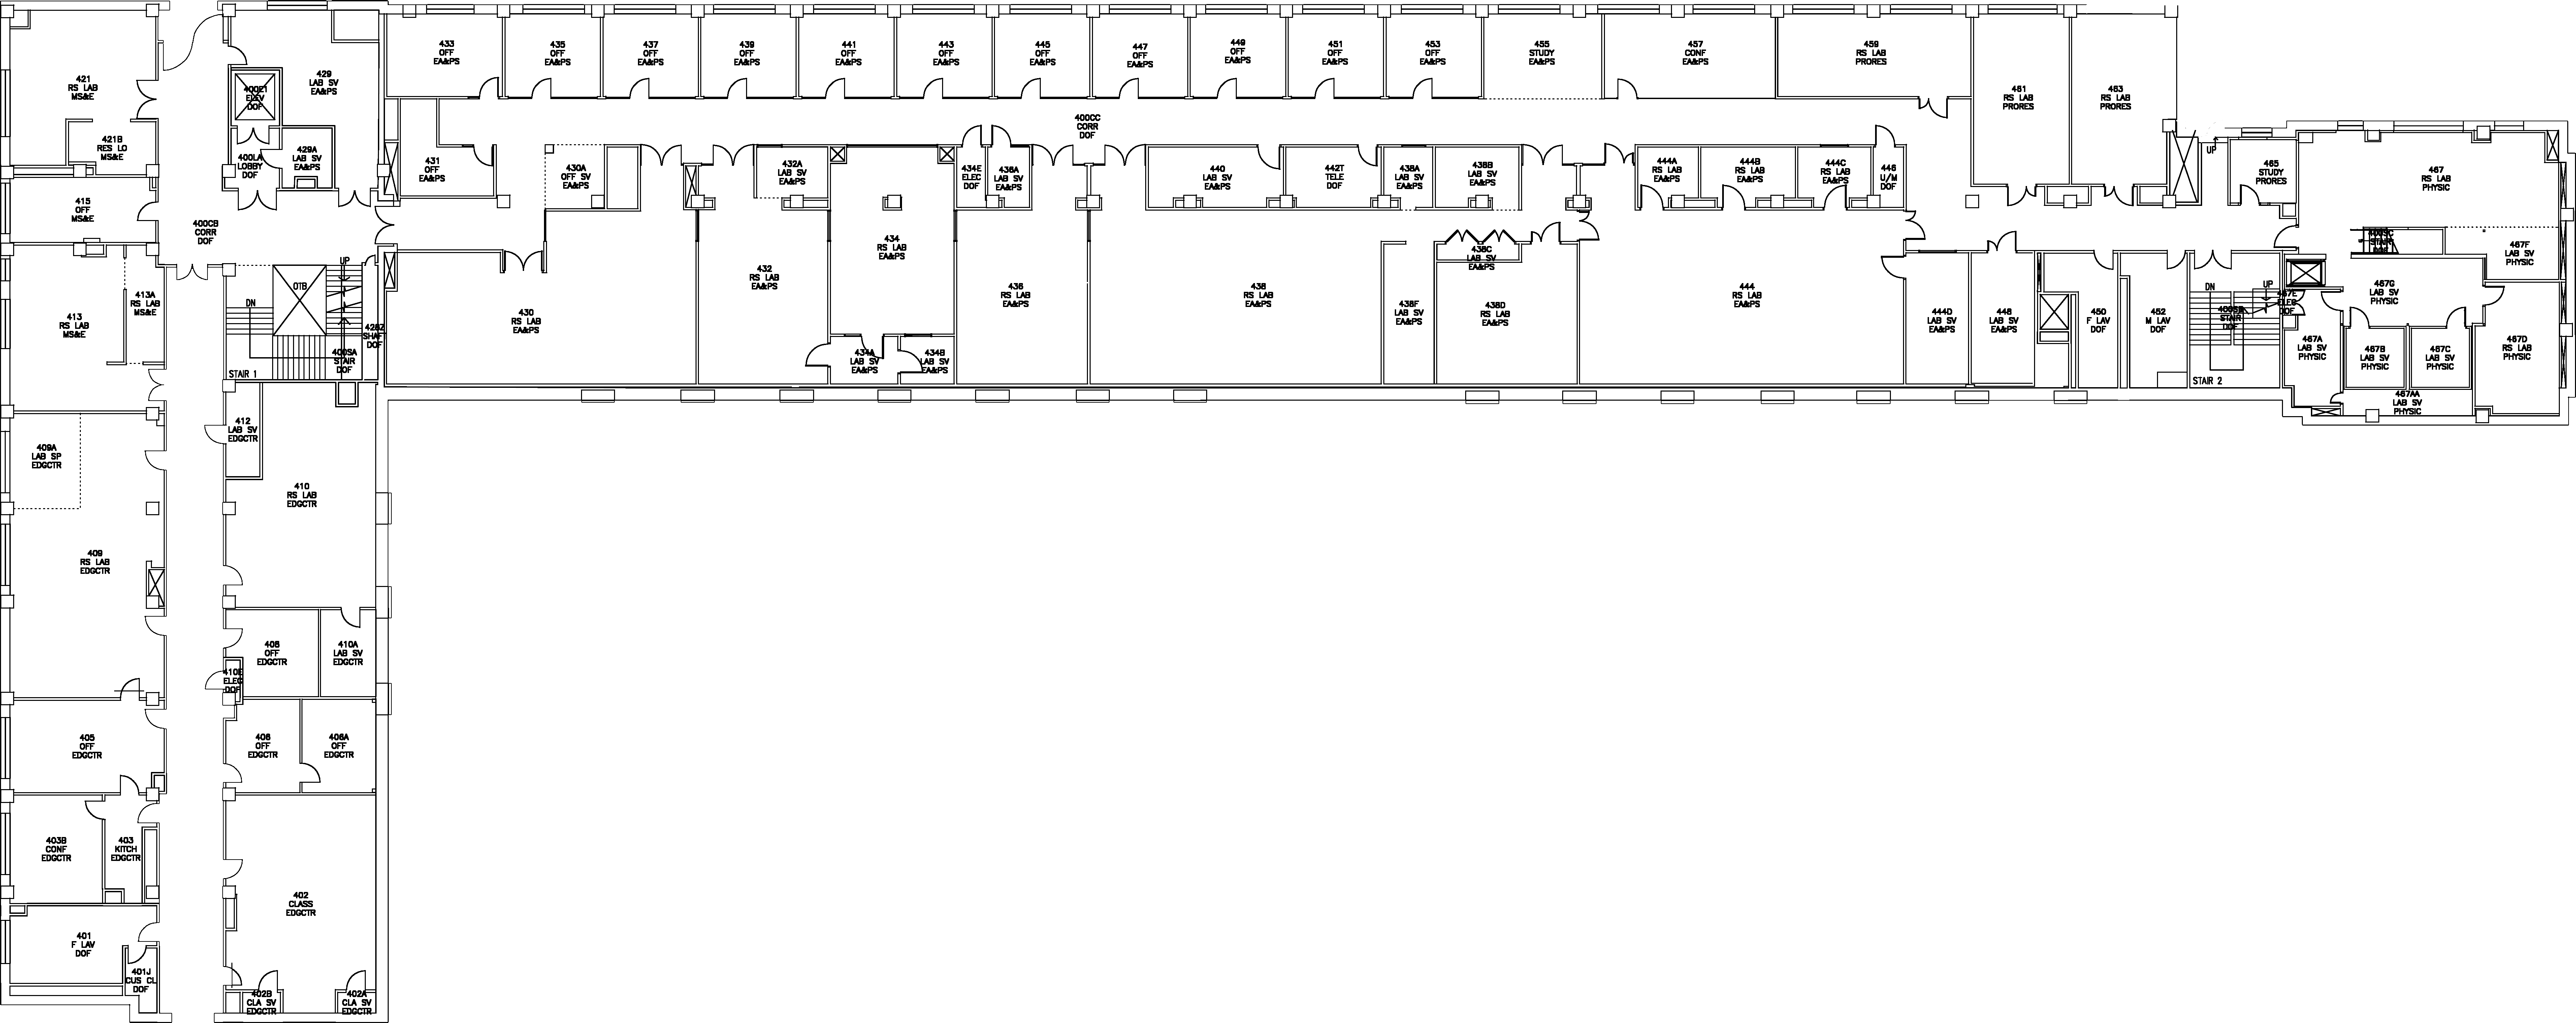 421
RS LAB
MS&E
421B
RES LO
MS&E
415
OFF
MS&E
413
RS LAB
MS&E
413A
RS LAB
MS&E
409A
LAB SP
EDGCTR
409
RS LAB
EDGCTR
405
OFF
EDGCTR
403B
CONF
EDGCTR
403
KITCH
EDGCTR
401
F LAV
DOF
401J
CUS CL
DOF
400CB
CORR
DOF
400E1
ELEV
DOF
400LA
LOBBY
DOF
429
LAB SV
EA&PS
429A
LAB SV
EA&PS
OTB
UP
DN
STAIR 1
400SA
STAIR
DOF
428Z
SHAFT
DOF
412
LAB SV
EDGCTR
410
RS LAB
EDGCTR
408
OFF
EDGCTR
410A
LAB SV
EDGCTR
410E
ELEC
DOF
406
OFF
EDGCTR
406A
OFF
EDGCTR
402
CLASS
EDGCTR
402B
CLA SV
EDGCTR
402A
CLA SV
EDGCTR
433
OFF
EA&PS
435
OFF
EA&PS
437
OFF
EA&PS
439
OFF
EA&PS
441
OFF
EA&PS
443
OFF
EA&PS
445
OFF
EA&PS
447
OFF
EA&PS
449
OFF
EA&PS
451
OFF
EA&PS
453
OFF
EA&PS
455
STUDY
EA&PS
457
CONF
EA&PS
459
RS LAB
PRORES
461
RS LAB
PRORES
463
RS LAB
PRORES
400CC
CORR
DOF
431
OFF
EA&PS
430A
OFF SV
EA&PS
430
RS LAB
EA&PS
432A
LAB SV
EA&PS
432
RS LAB
EA&PS
434
RS LAB
EA&PS
434A
LAB SV
EA&PS
434B
LAB SV
EA&PS
434E
ELEC
DOF
436A
LAB SV
EA&PS
436
RS LAB
EA&PS
440
LAB SV
EA&PS
442T
TELE
DOF
438A
LAB SV
EA&PS
438B
LAB SV
EA&PS
438
RS LAB
EA&PS
438F
LAB SV
EA&PS
438C
LAB SV
EA&PS
438D
RS LAB
EA&PS
444A
RS LAB
EA&PS
444B
RS LAB
EA&PS
444C
RS LAB
EA&PS
446
U/M
DOF
444
RS LAB
EA&PS
444D
LAB SV
EA&PS
448
LAB SV
EA&PS
450
F LAV
DOF
452
M LAV
DOF
UP
465
STUDY
PRORES
DN
UP
400SB
STAIR
DOF
STAIR 2
467
RS LAB
PHYSIC
400SC
STAIR
DOF
467F
LAB SV
PHYSIC
467G
LAB SV
PHYSIC
467E
ELEC
DOF
467A
LAB SV
PHYSIC
467B
LAB SV
PHYSIC
467C
LAB SV
PHYSIC
467D
RS LAB
PHYSIC
467AA
LAB SV
PHYSIC